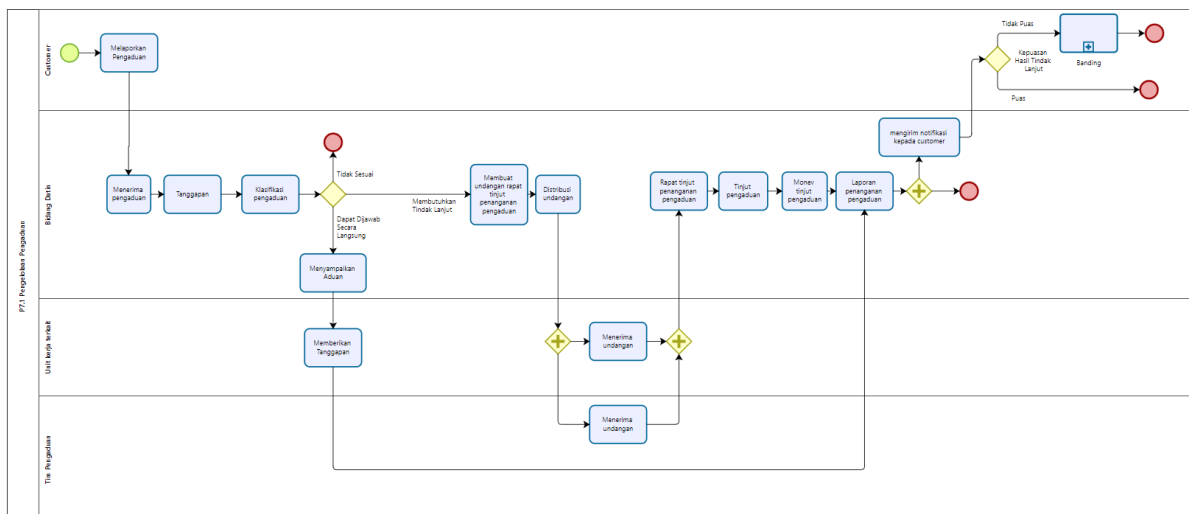 P7.1 Pengelolaan Pengaduan
Customer
Melaporkan
Pengaduan
Tidak Puas
Kepuasan
Hasil Tindak
Lanjut
Banding
Puas
Bidang Datin
Menerima
pengaduan
Tanggapan
Klasifikasi
pengaduan
Tidak Sesuai
Membutuhkan
Tindak Lanjut
Dapat Dijawab
Secara
Langsung
Menyampaikan
Aduan
Membuat
undangan rapat
tinjut
penanganan
pengaduan
Distribusi
undangan
Rapat tinjut
penanganan
pengaduan
Tinjut
pengaduan
Monev
tinjut
pengaduan
Laporan
penanganan
pengaduan
mengirim notifikasi
kepada customer
Unit kerja terkait
Memberikan
Tanggapan
Menerima
undangan
Tim Pengaduan
Menerima
undangan